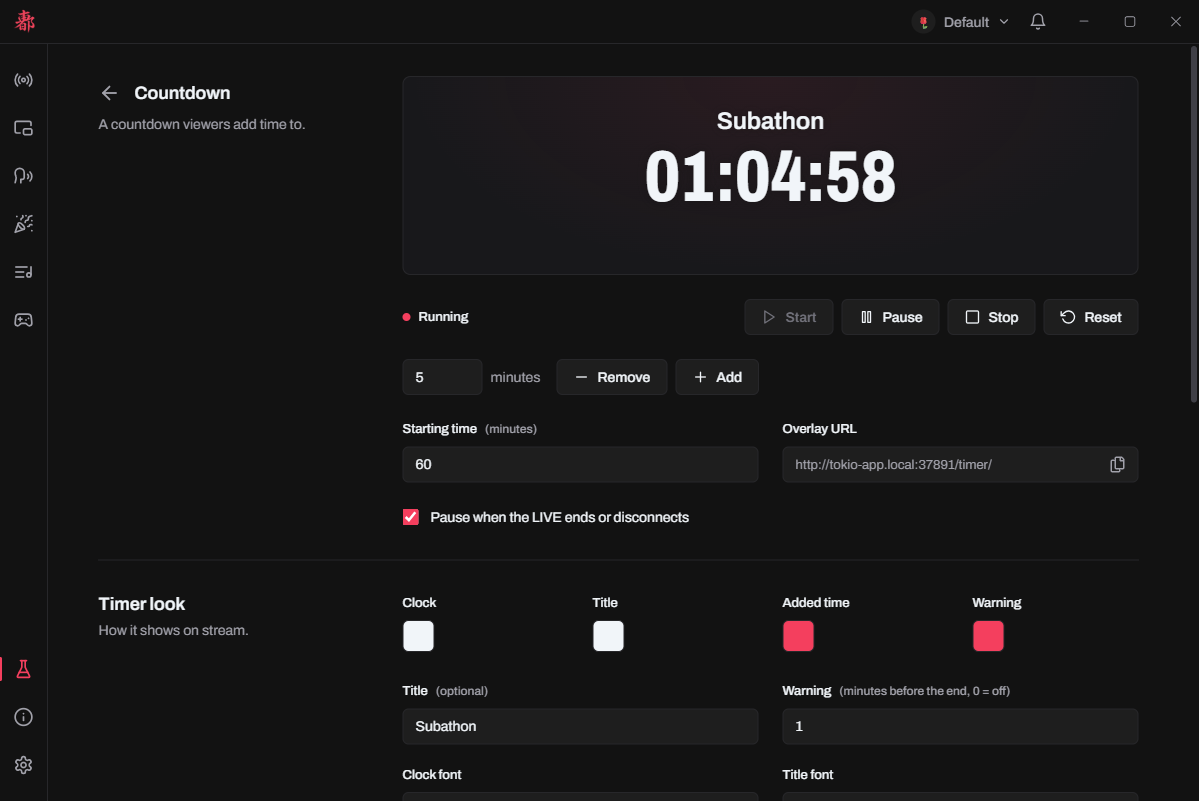 都
Default
Countdown
A countdown viewers add time to.
Subathon
01:04:58
Running
Start
Pause
Stop
Reset
5 minutes
Remove
Add
Starting time (minutes)
60
Overlay URL
http://tokio-app.local:37891/timer/
Pause when the LIVE ends or disconnects
Timer look
How it shows on stream.
Clock
Title
Added time
Warning
Title (optional)
Subathon
Warning (minutes before the end, 0 = off)
1
Clock font
Title font